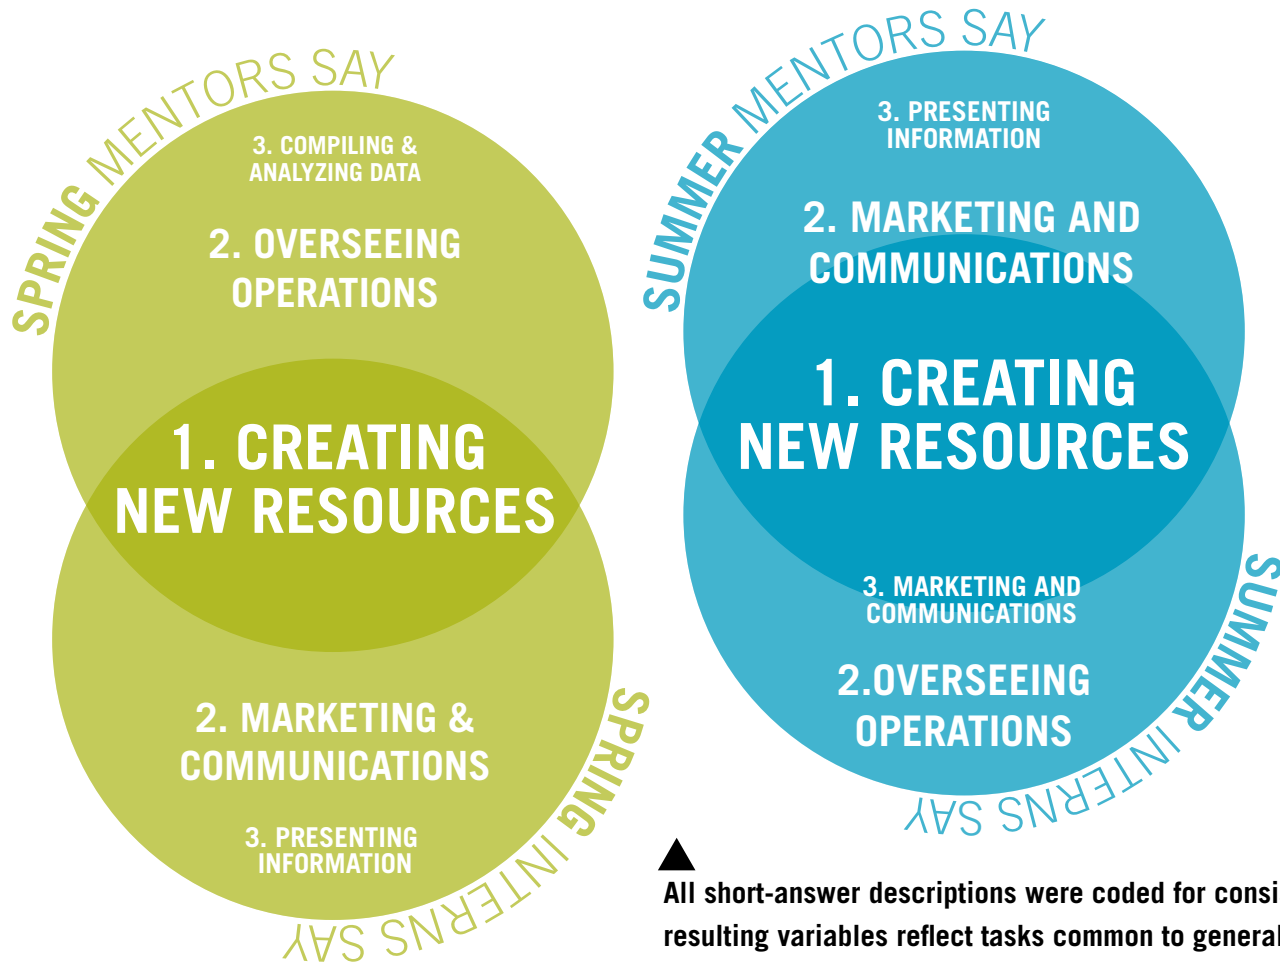 SPRING MENTORS SAY
3. COMPILING &
ANALYZING DATA
2. OVERSEEING
OPERATIONS
1. CREATING
NEW RESOURCES
2. MARKETING &
COMMUNICATIONS
3. PRESENTING
INFORMATION
SPRING INTERNS SAY
SUMMER MENTORS SAY
3. PRESENTING
INFORMATION
2. MARKETING AND
COMMUNICATIONS
1. CREATING
NEW RESOURCES
3. MARKETING AND
COMMUNICATIONS
2.OVERSEEING
OPERATIONS
SUMMER INTERNS SAY
All short-answer descriptions were coded for
resulting variables reflect tasks common to